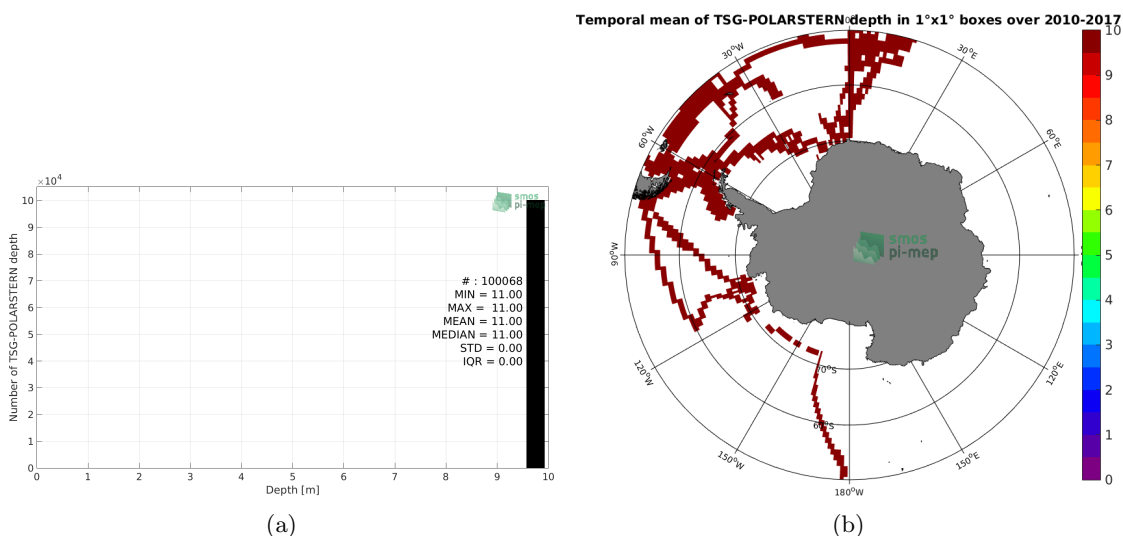 Temporal mean of TSG-POLARSTERN depth in 1°x1° boxes over 2010-2017
×10⁴
10
9
8
7
6
5
4
3
2
1
0
Number of TSG-POLARSTERN depth
smos
pi-mep
# : 100068
MIN = 11.00
MAX = 11.00
MEAN = 11.00
MEDIAN = 11.00
STD = 0.00
IQR = 0.00
0 1 2 3 4 5 6 7 8 9 10
Depth [m]
(a)
0°
30°W
30°E
60°W
60°E
90°W
120°W
120°E
150°W
150°E
180°W
70°S
60°S
smos
pi-mep
10
9
8
7
6
5
4
3
2
1
0
(b)